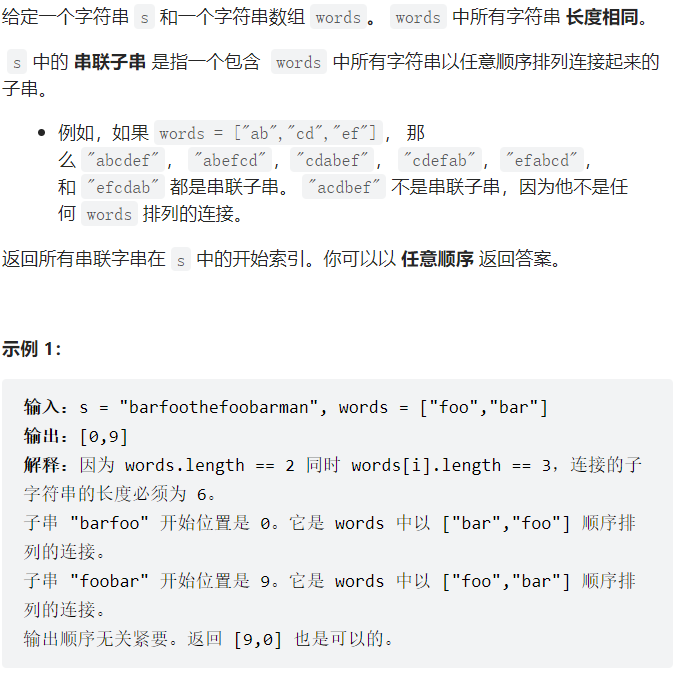 给定一个字符串 s 和一个字符串数组 words。 words 中所有字符串 长度相同。
s 中的 串联子串 是指一个包含 words 中所有字符串以任意顺序排列连接起来的
子串。
• 例如，如果 words = ["ab","cd","ef"]， 那
么 "abcdef"， "abefcd"，"cdabef"， "cdefab"，"efabcd"，
和 "efcdab" 都是串联子串。 "acdbef" 不是串联子串，因为他不是任
何 words 排列的连接。
返回所有串联字串在 s 中的开始索引。你可以以 任意顺序 返回答案。
示例 1：
输入：s = "barfoothefoobarman", words = ["foo","bar"]
输出：[0,9]
解释：因为 words.length == 2 同时 words[i].length == 3，连接的子
字符串的长度必须为 6。
子串 "barfoo" 开始位置是 0。它是 words 中以 ["bar","foo"] 顺序排
列的连接。
子串 "foobar" 开始位置是 9。它是 words 中以 ["foo","bar"] 顺序排
列的连接。
输出顺序无关紧要。返回 [9,0] 也是可以的。